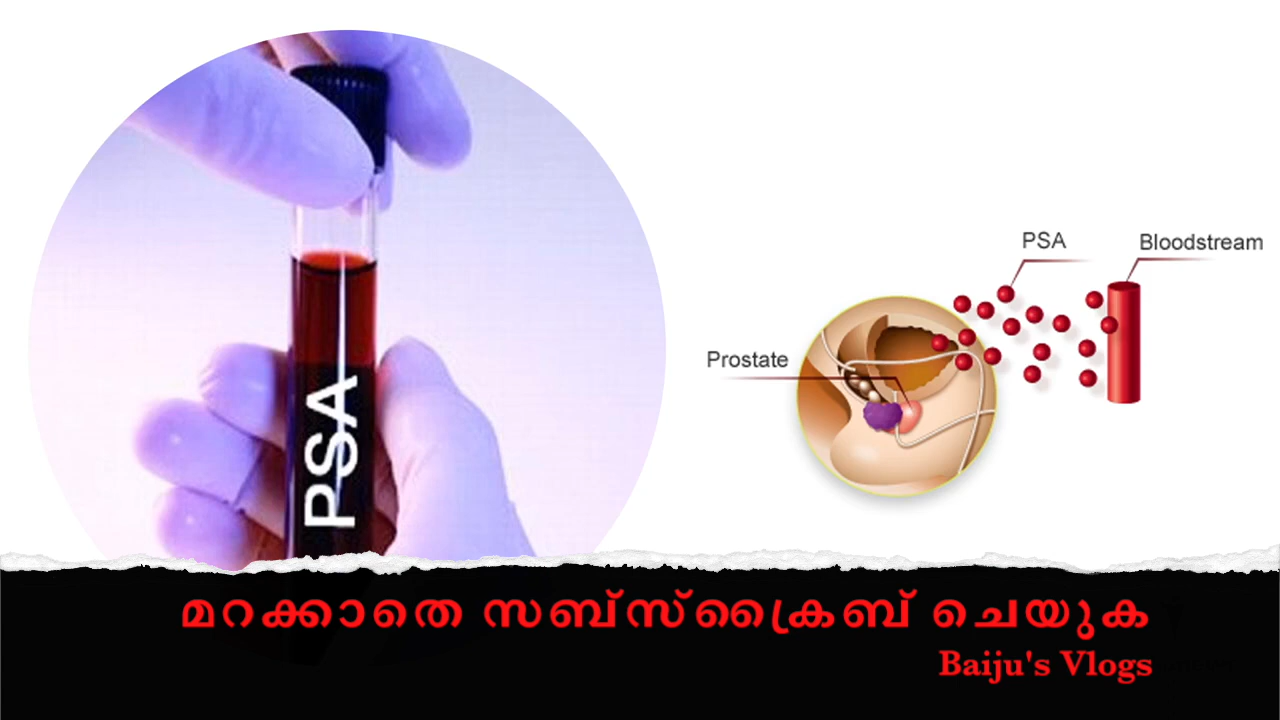 PSA
PSA
Bloodstream
Prostate
മറക്കാതെ സബ്സ്ക്രൈബ് ചെയുക
Baiju's Vlogs